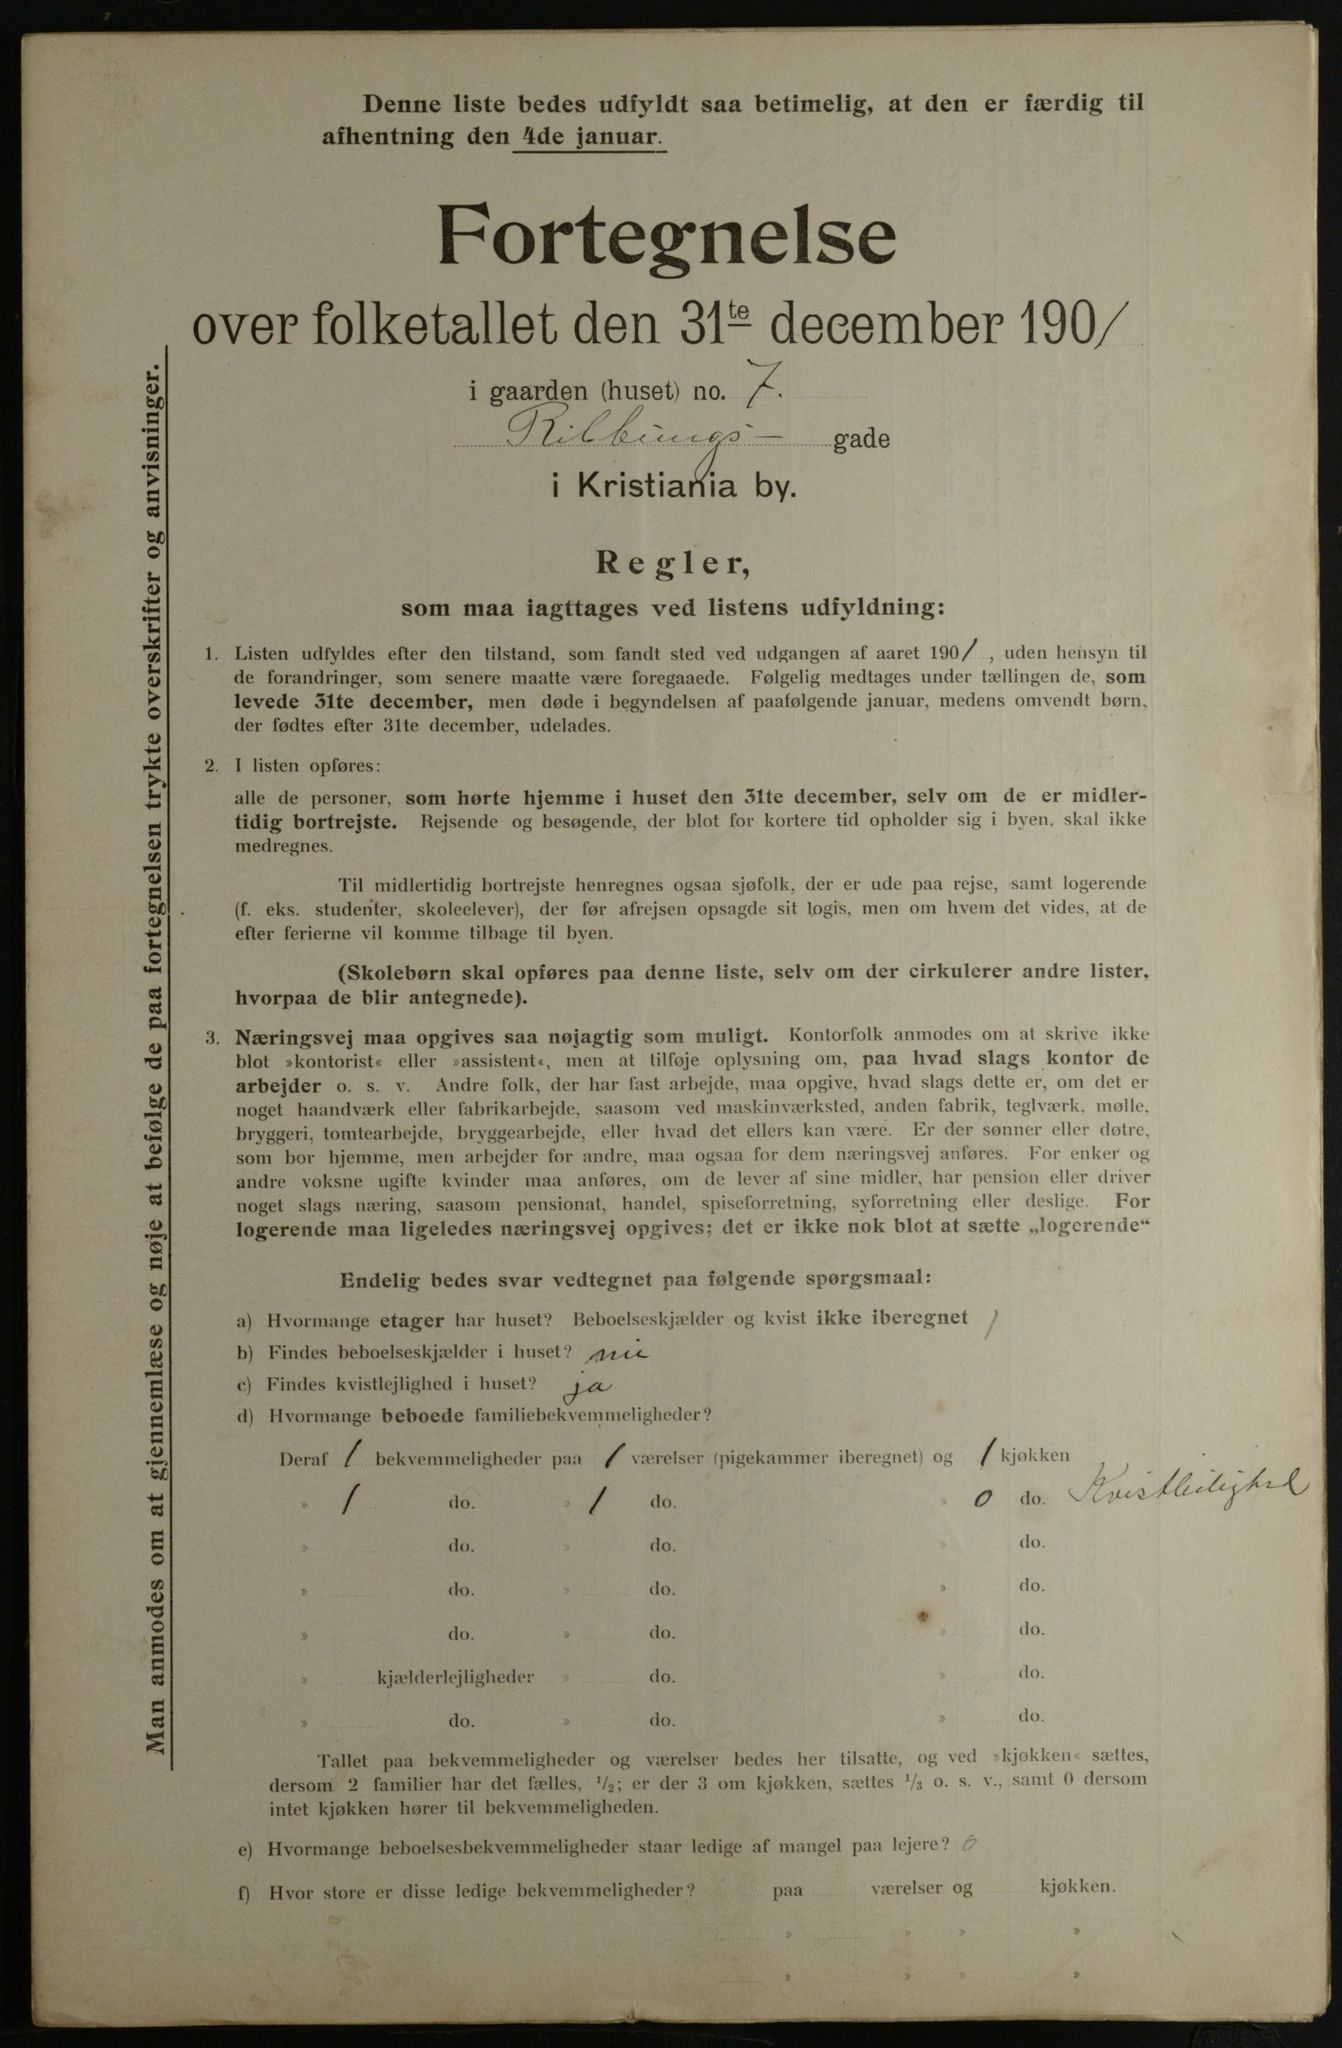 Denne liste bedes udfyldt saa betimelig, at den er færdig til
afhentning den 4de januar.
Fortegnelse
over folketallet den 31te december 1901
i gaarden (huset) no. 7.
gade
i Kristiania by.
Regler,
som maa iagttages ved listens udfyldning:
1. Listen udfyldes efter den tilstand, som fandt sted ved udgangen af aaret 1901, uden hensyn til
de forandringer, som senere maatte være foregaaede. Følgelig medtages under tællingen de, som
levede 31te december, men døde i begyndelsen af paafølgende januar, medens omvendt børn,
der fødtes efter 31te december, udelades.
2. I listen opføres:
alle de personer, som hørte hjemme i huset den 31te december, selv om de er midler-
tidig bortrejste. Rejsende og besøgende, der blot for kortere tid opholder sig i byen, skal ikke
medregnes.
Til midlertidig bortrejste henregnes ogsaa sjøfolk, der er ude paa rejse, samt logerende
(f. eks. studenter, skoleelever), der før afrejsen opsagde sit logis, men om hvem det vides, at de
efter ferierne vil komme tilbage til byen.
(Skolebørn skal opføres paa denne liste, selv om der cirkulerer andre lister,
hvorpaa de blir antegnede).
3. Næringsvej maa opgives saa nøjagtig som muligt. Kontorfolk anmodes om at skrive ikke
blot »kontorist« eller »assistent«, men at tilføje oplysning om, paa hvad slags kontor de
arbejder o. s. v. Andre folk, der har fast arbejde, maa opgive, hvad slags dette er, om det er
noget haandværk eller fabrikarbejde, saasom ved maskinværksted, anden fabrik, teglværk, mølle,
bryggeri, tomtearbejde, bryggearbejde, eller hvad det ellers kan være. Er der sønner eller døtre,
som bor hjemme, men arbejder for andre, maa ogsaa for dem næringsvej anføres. For enker og
andre voksne ugifte kvinder maa anføres, om de lever af sine midler, har pension eller driver
noget slags næring, saasom pensionat, handel, spiseforretning, syforretning eller deslige. For
logerende maa ligeledes næringsvej opgives; det er ikke nok blot at sætte „logerende“
Endelig bedes svar vedtegnet paa følgende spørgsmaal:
a) Hvormange etager har huset? Beboelseskjælder og kvist ikke iberegnet 1
b) Findes beboelseskjælder i huset? nei
c) Findes kvistlejlighed i huset? ja
d) Hvormange beboede familiebekvemmeligheder?
Deraf 1 bekvemmeligheder paa 1 værelser (pigekammer iberegnet) og 1 kjøkken
» 1 do. » 1 do. » 0 do. Kvistleilighed
» do. » do. » do.
» do. » do. » do.
» do. » do. » do.
» kjælderlejligheder » do. » do.
» do. » do. » do.
Tallet paa bekvemmeligheder og værelser bedes her tilsatte, og ved »kjøkken« sættes,
dersom 2 familier har det fælles, 1/2; er der 3 om kjøkken, sættes 1/3 o. s. v., samt 0 dersom
intet kjøkken hører til bekvemmeligheden.
e) Hvormange beboelsesbekvemmeligheder staar ledige af mangel paa lejere? 0
f) Hvor store er disse ledige bekvemmeligheder? paa værelser og kjøkken.
» » » »
» » » »
Man anmodes om at gjennemlæse og nøje at befølge de paa fortegnelsen trykte overskrifter og anvisninger.